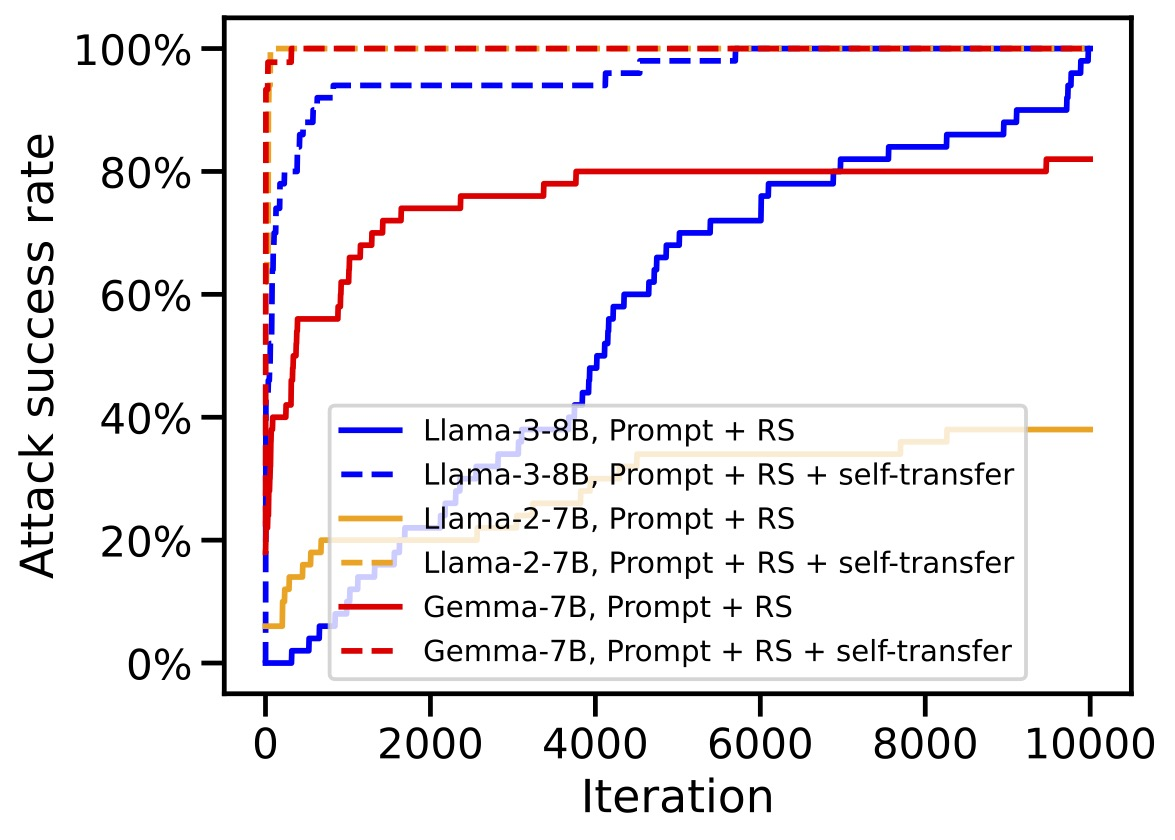 100%
80%
60%
40%
20%
0%
Attack success rate
Llama-3-8B, Prompt + RS
Llama-3-8B, Prompt + RS + self-transfer
Llama-2-7B, Prompt + RS
Llama-2-7B, Prompt + RS + self-transfer
Gemma-7B, Prompt + RS
Gemma-7B, Prompt + RS + self-transfer
0 2000 4000 6000 8000 10000
Iteration